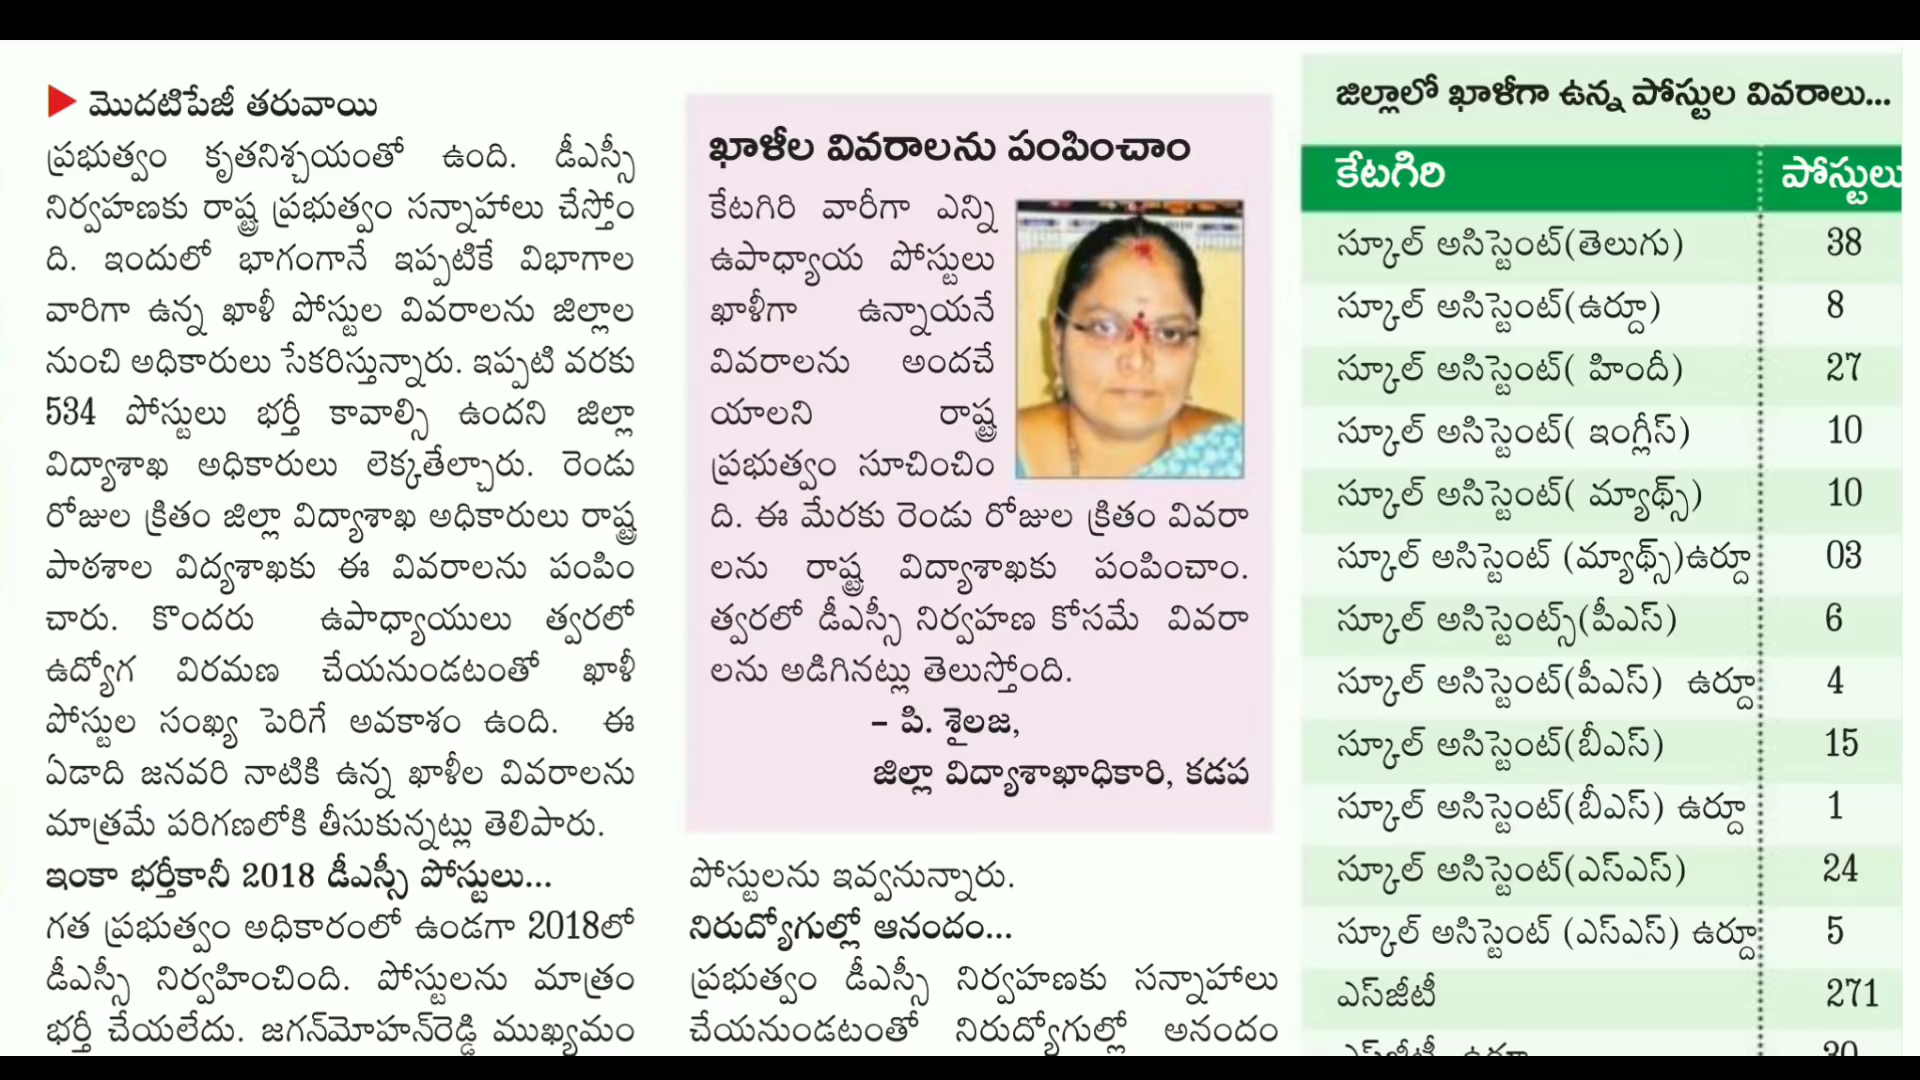 మొదటిపేజీ తరువాయి
ప్రభుత్వం కృతనిశ్చయంతో ఉంది. డీఎస్సీ
నిర్వహణకు రాష్ట్ర ప్రభుత్వం సన్నాహాలు చేస్తోం
ది. ఇందులో భాగంగానే ఇప్పటికే విభాగాల
వారిగా ఉన్న ఖాళీ పోస్టుల వివరాలను జిల్లాల
నుంచి అధికారులు సేకరిస్తున్నారు. ఇప్పటి వరకు
534 పోస్టులు భర్తీ కావాల్సి ఉందని జిల్లా
విద్యాశాఖ అధికారులు లెక్కతేల్చారు. రెండు
రోజుల క్రితం జిల్లా విద్యాశాఖ అధికారులు రాష్ట్ర
పాఠశాల విద్యశాఖకు ఈ వివరాలను పంపిం
చారు. కొందరు ఉపాధ్యాయులు త్వరలో
ఉద్యోగ విరమణ చేయనుండటంతో ఖాళీ
పోస్టుల సంఖ్య పెరిగే అవకాశం ఉంది. ఈ
ఏడాది జనవరి నాటికి ఉన్న ఖాళీల వివరాలను
మాత్రమే పరిగణలోకి తీసుకున్నట్లు తెలిపారు.
ఇంకా భర్తీకానీ 2018 డీఎస్సీ పోస్టులు...
గత ప్రభుత్వం అధికారంలో ఉండగా 2018లో
డీఎస్సీ నిర్వహించింది. పోస్టులను మాత్రం
భర్తీ చేయలేదు. జగన్‌మోహన్‌రెడ్డి ముఖ్యమం
ఖాళీల వివరాలను పంపించాం
కేటగిరి వారీగా ఎన్ని
ఉపాధ్యాయ పోస్టులు
ఖాళీగా ఉన్నాయనే
వివరాలను అందచే
యాలని రాష్ట్ర
ప్రభుత్వం సూచించిం
ది. ఈ మేరకు రెండు రోజుల క్రితం వివరా
లను రాష్ట్ర విద్యాశాఖకు పంపించాం.
త్వరలో డీఎస్సీ నిర్వహణ కోసమే వివరా
లను అడిగినట్లు తెలుస్తోంది.
– పి. శైలజ,
జిల్లా విద్యాశాఖాధికారి, కడప
పోస్టులను ఇవ్వనున్నారు.
నిరుద్యోగుల్లో ఆనందం...
ప్రభుత్వం డీఎస్సీ నిర్వహణకు సన్నాహాలు
చేయనుండటంతో నిరుద్యోగుల్లో ఆనందం
జిల్లాలో ఖాళీగా ఉన్న పోస్టుల వివరాలు...
కేటగిరి పోస్టులు
స్కూల్ అసిస్టెంట్(తెలుగు) 38
స్కూల్ అసిస్టెంట్(ఉర్దూ) 8
స్కూల్ అసిస్టెంట్( హిందీ) 27
స్కూల్ అసిస్టెంట్( ఇంగ్లీస్) 10
స్కూల్ అసిస్టెంట్( మ్యాథ్స్) 10
స్కూల్ అసిస్టెంట్ (మ్యాథ్స్)ఉర్దూ 03
స్కూల్ అసిస్టెంట్స్(పీఎస్) 6
స్కూల్ అసిస్టెంట్(పీఎస్) ఉర్దూ 4
స్కూల్ అసిస్టెంట్(బీఎస్) 15
స్కూల్ అసిస్టెంట్(బీఎస్) ఉర్దూ 1
స్కూల్ అసిస్టెంట్(ఎస్ఎస్) 24
స్కూల్ అసిస్టెంట్ (ఎస్ఎస్) ఉర్దూ 5
ఎస్‌జీటీ 271